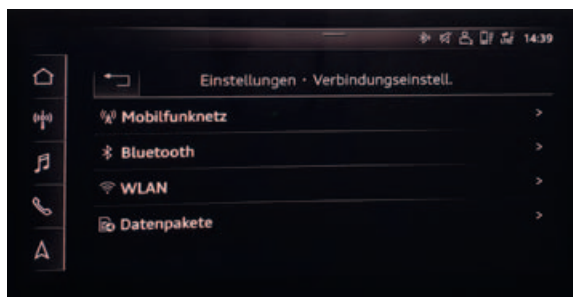 14:39
Einstellungen · Verbindungseinstell.
Mobilfunknetz
Bluetooth
WLAN
Datenpakete